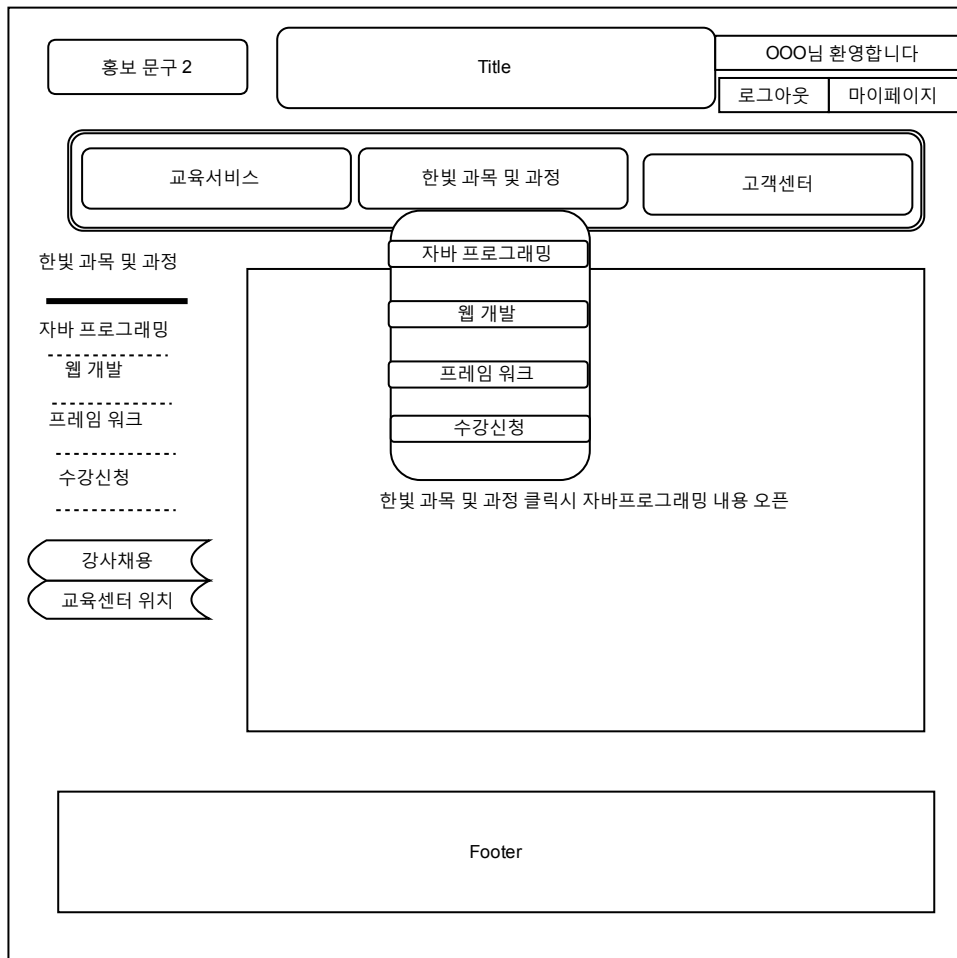 홍보 문구 2
Title
OOO님 환영합니다
로그아웃
마이페이지
교육서비스
한빛 과목 및 과정
고객센터
자바 프로그래밍
웹 개발
프레임 워크
수강신청
한빛 과목 및 과정
자바 프로그래밍
웹 개발
프레임 워크
수강신청
강사채용
교육센터 위치
한빛 과목 및 과정 클릭시 자바프로그래밍 내용 오픈
Footer